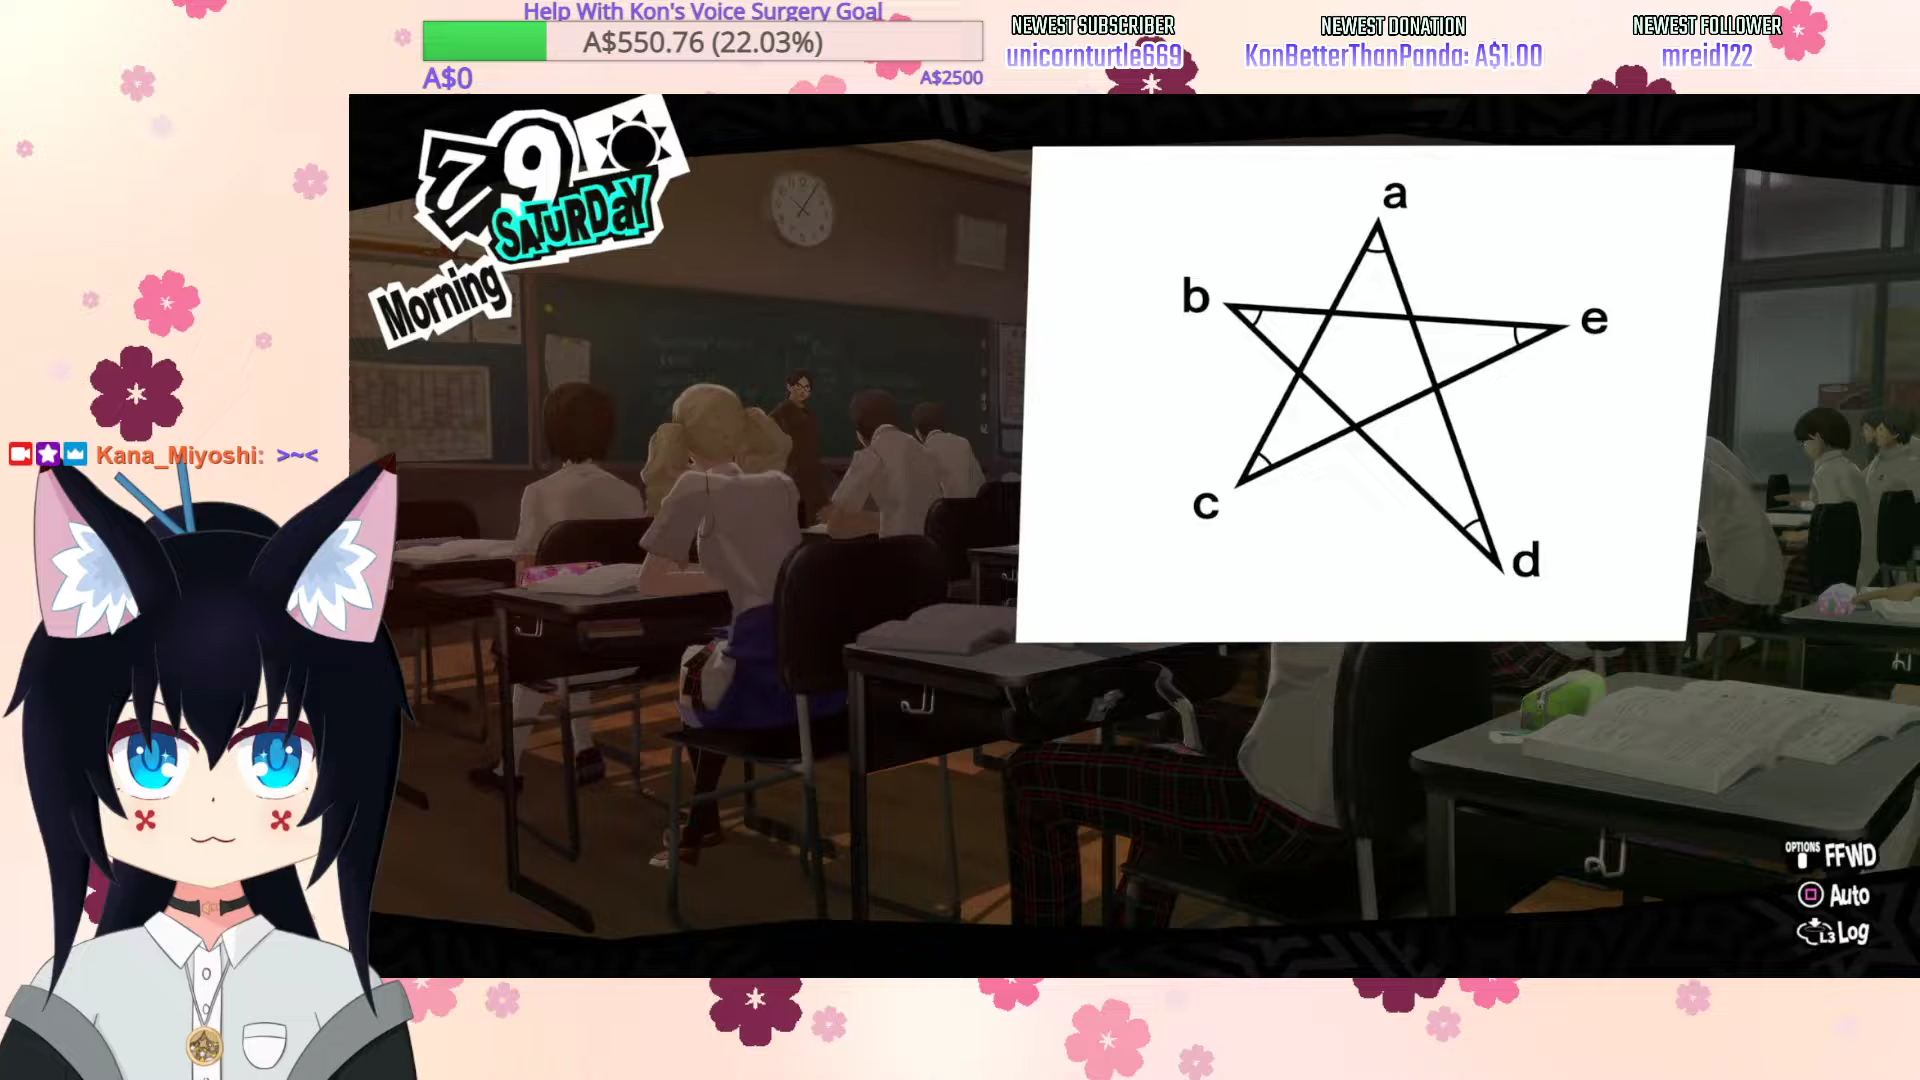 Help With Kon's Voice Surgery Goal
A$550.76 (22.03%)
A$0
A$2500
NEWEST SUBSCRIBER
unicornturtle669
NEWEST DONATION
KonBetterThanPanda: A$1.00
NEWEST FOLLOWER
mreid122
7 9
SATURDaY
Morning
a
b
e
c
d
Kana_Miyoshi: >~<
OPTIONS FFWD
Auto
L3 Log